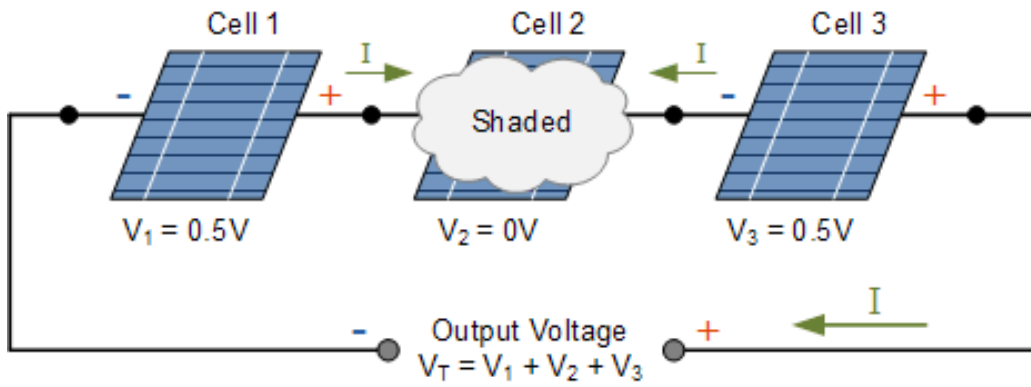 Cell 1
Cell 2
Cell 3
I
I
- + Shaded - +
V₁ = 0.5V
V₂ = 0V
V₃ = 0.5V
I
- Output Voltage +
V_T = V₁ + V₂ + V₃